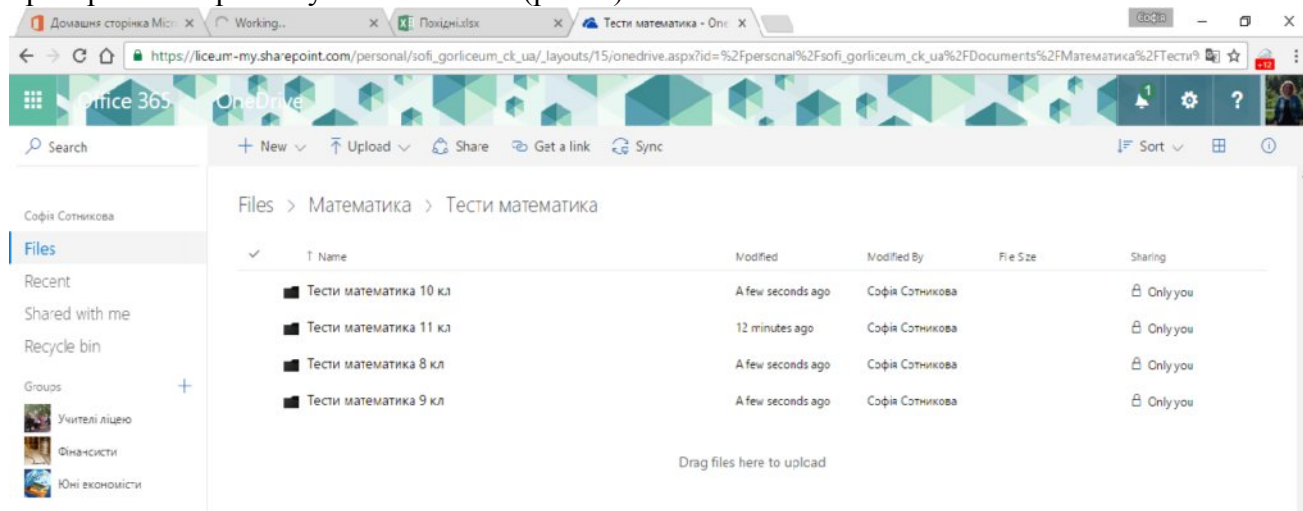 Домашня сторінка Місr
Working..
Похідні.xlsx
Тести математика - One
Софія
https://liceum-my.sharepoint.com/personal/sofi_gorliceum_ck_ua/_layouts/15/onedrive.aspx?id=%2Fpersonal%2Fsofi_gorliceum_ck_ua%2FDocuments%2FМатематика%2FТести%
+12
Office 365
OneDrive
1
?
Search
+ New
Upload
Share
Get a link
Sync
Sort
Софія Сотникова
Files > Математика > Тести математика
Files
Recent
Shared with me
Recycle bin
Groups +
Учителі ліцею
Фінансисти
Юні економісти
Name Modified Modified By File Size Sharing
Тести математика 10 кл A few seconds ago Софія Сотникова Only you
Тести математика 11 кл 12 minutes ago Софія Сотникова Only you
Тести математика 8 кл A few seconds ago Софія Сотникова Only you
Тести математика 9 кл A few seconds ago Софія Сотникова Only you
Drag files here to upload